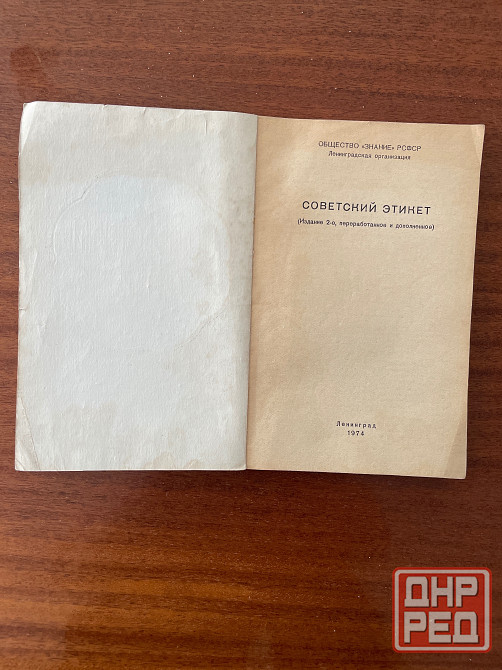 ОБЩЕСТВО «ЗНАНИЕ» РСФСР
Ленинградская организация
СОВЕТСКИЙ ЭТИКЕТ
(Издание 2-е, переработанное и дополненное)
Ленинград
1974
ДНР
РЕД